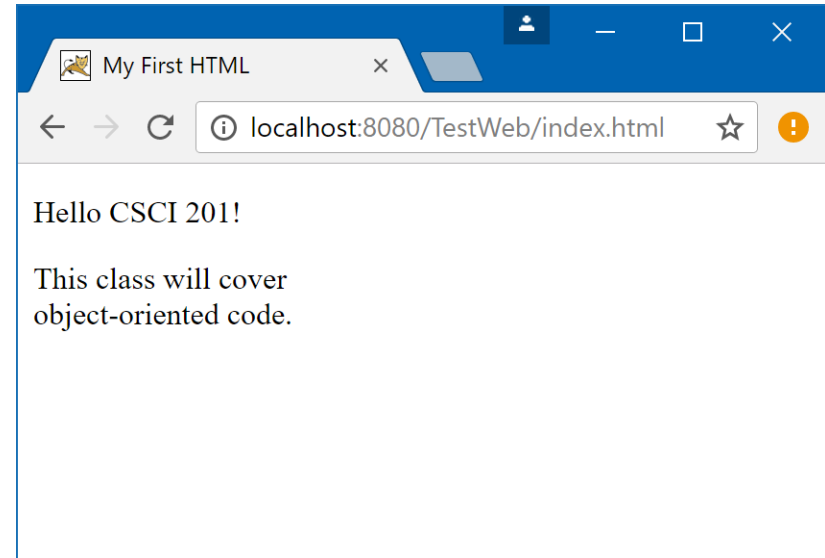 My First HTML
localhost:8080/TestWeb/index.html
Hello CSCI 201!
This class will cover
object-oriented code.